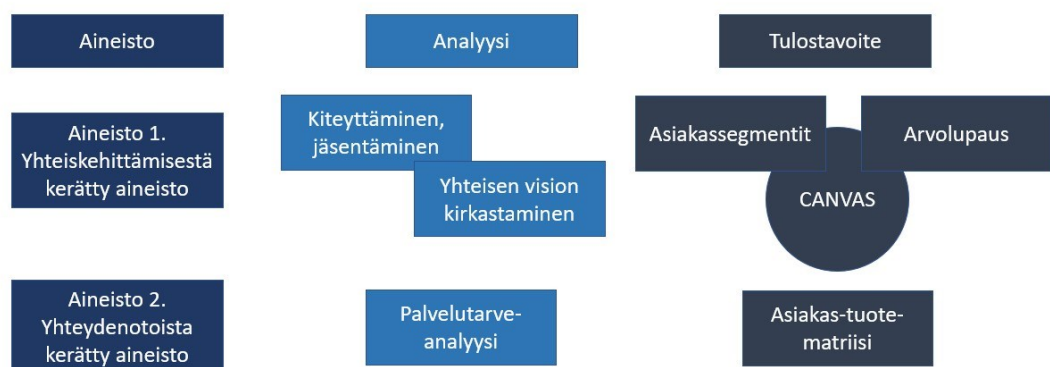 Aineisto
Analyysi
Tulostavoite
Aineisto 1.
Yhteiskehittämisestä
kerätty aineisto
Kiteyttäminen,
jäsentäminen
Yhteisen vision
kirkastaminen
Asiakassegmentit
Arvolupaus
CANVAS
Aineisto 2.
Yhteydenotoista
kerätty aineisto
Palvelutarve-
analyysi
Asiakas-tuote-
matriisi